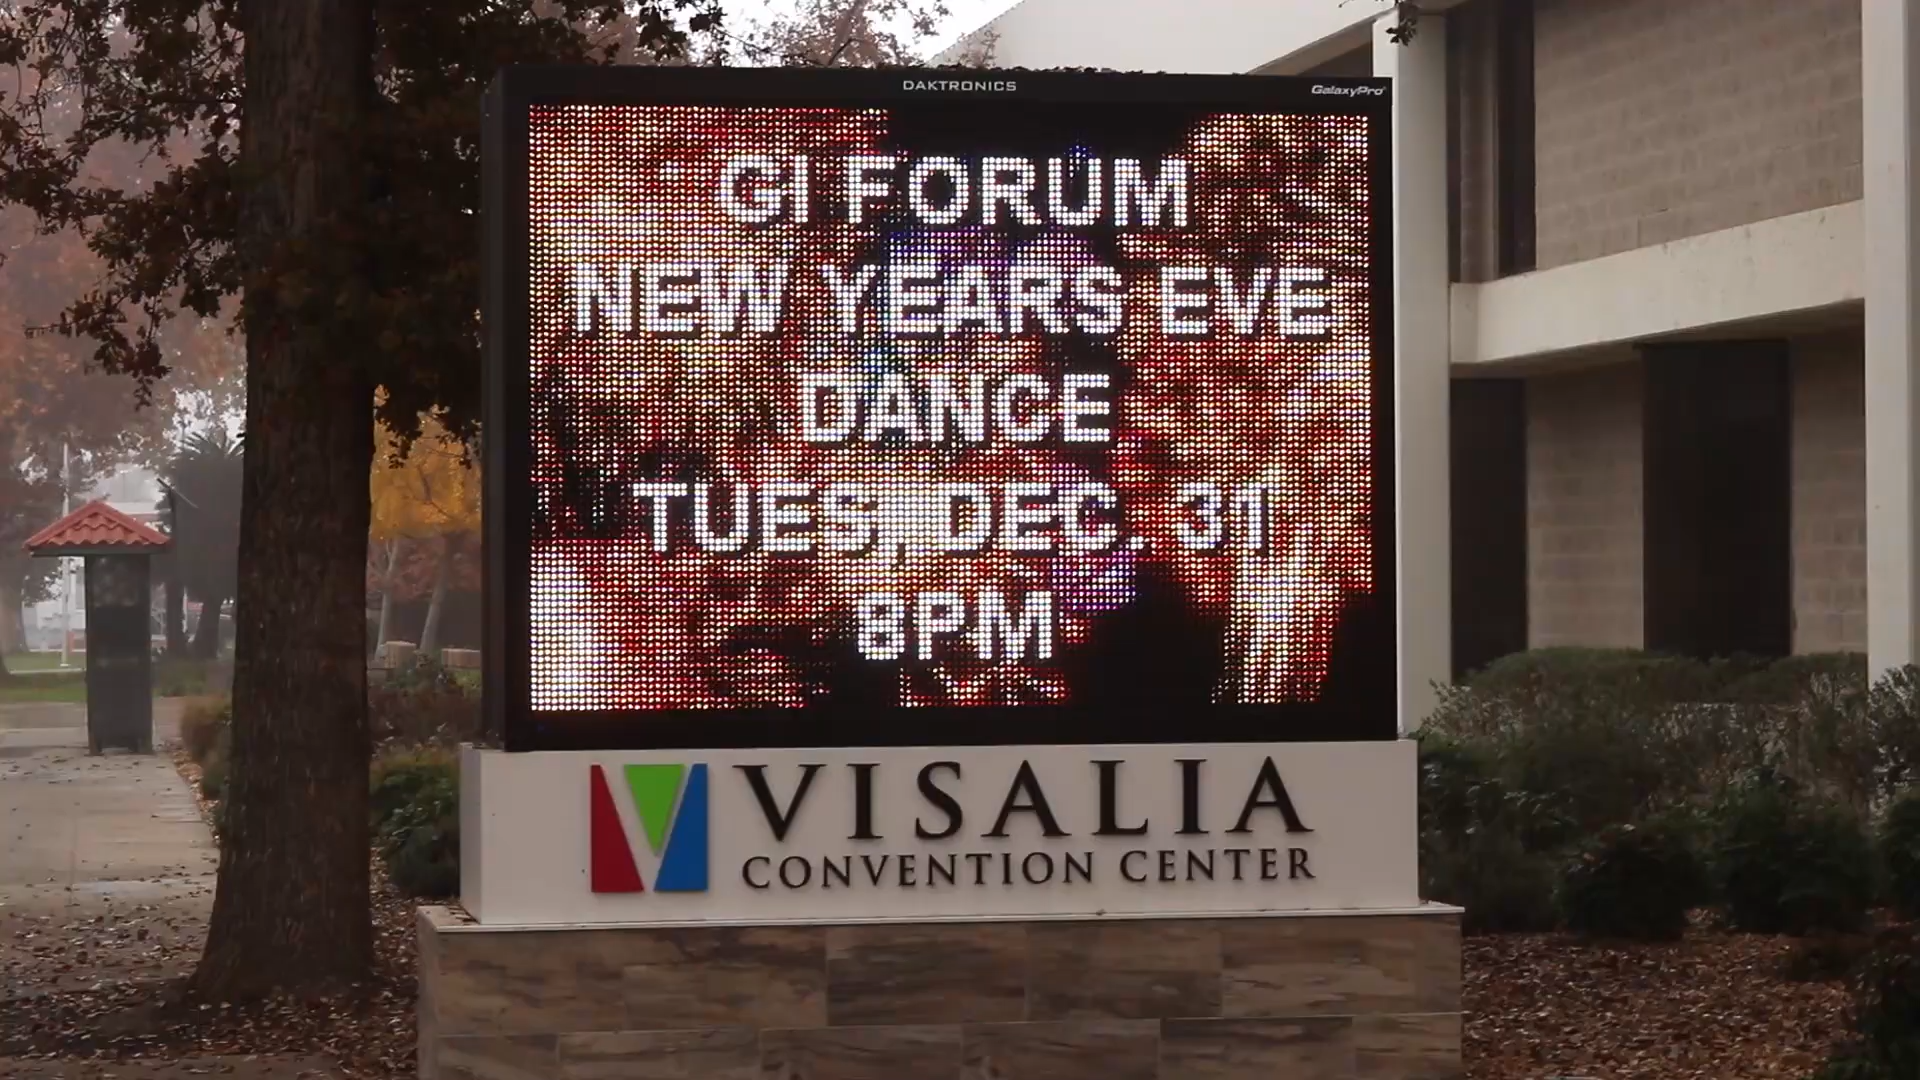 DAKTRONICS
GalaxyPro
GI FORUM
NEW YEARS EVE
DANCE
TUES, DEC. 31
8PM
VISALIA
CONVENTION CENTER